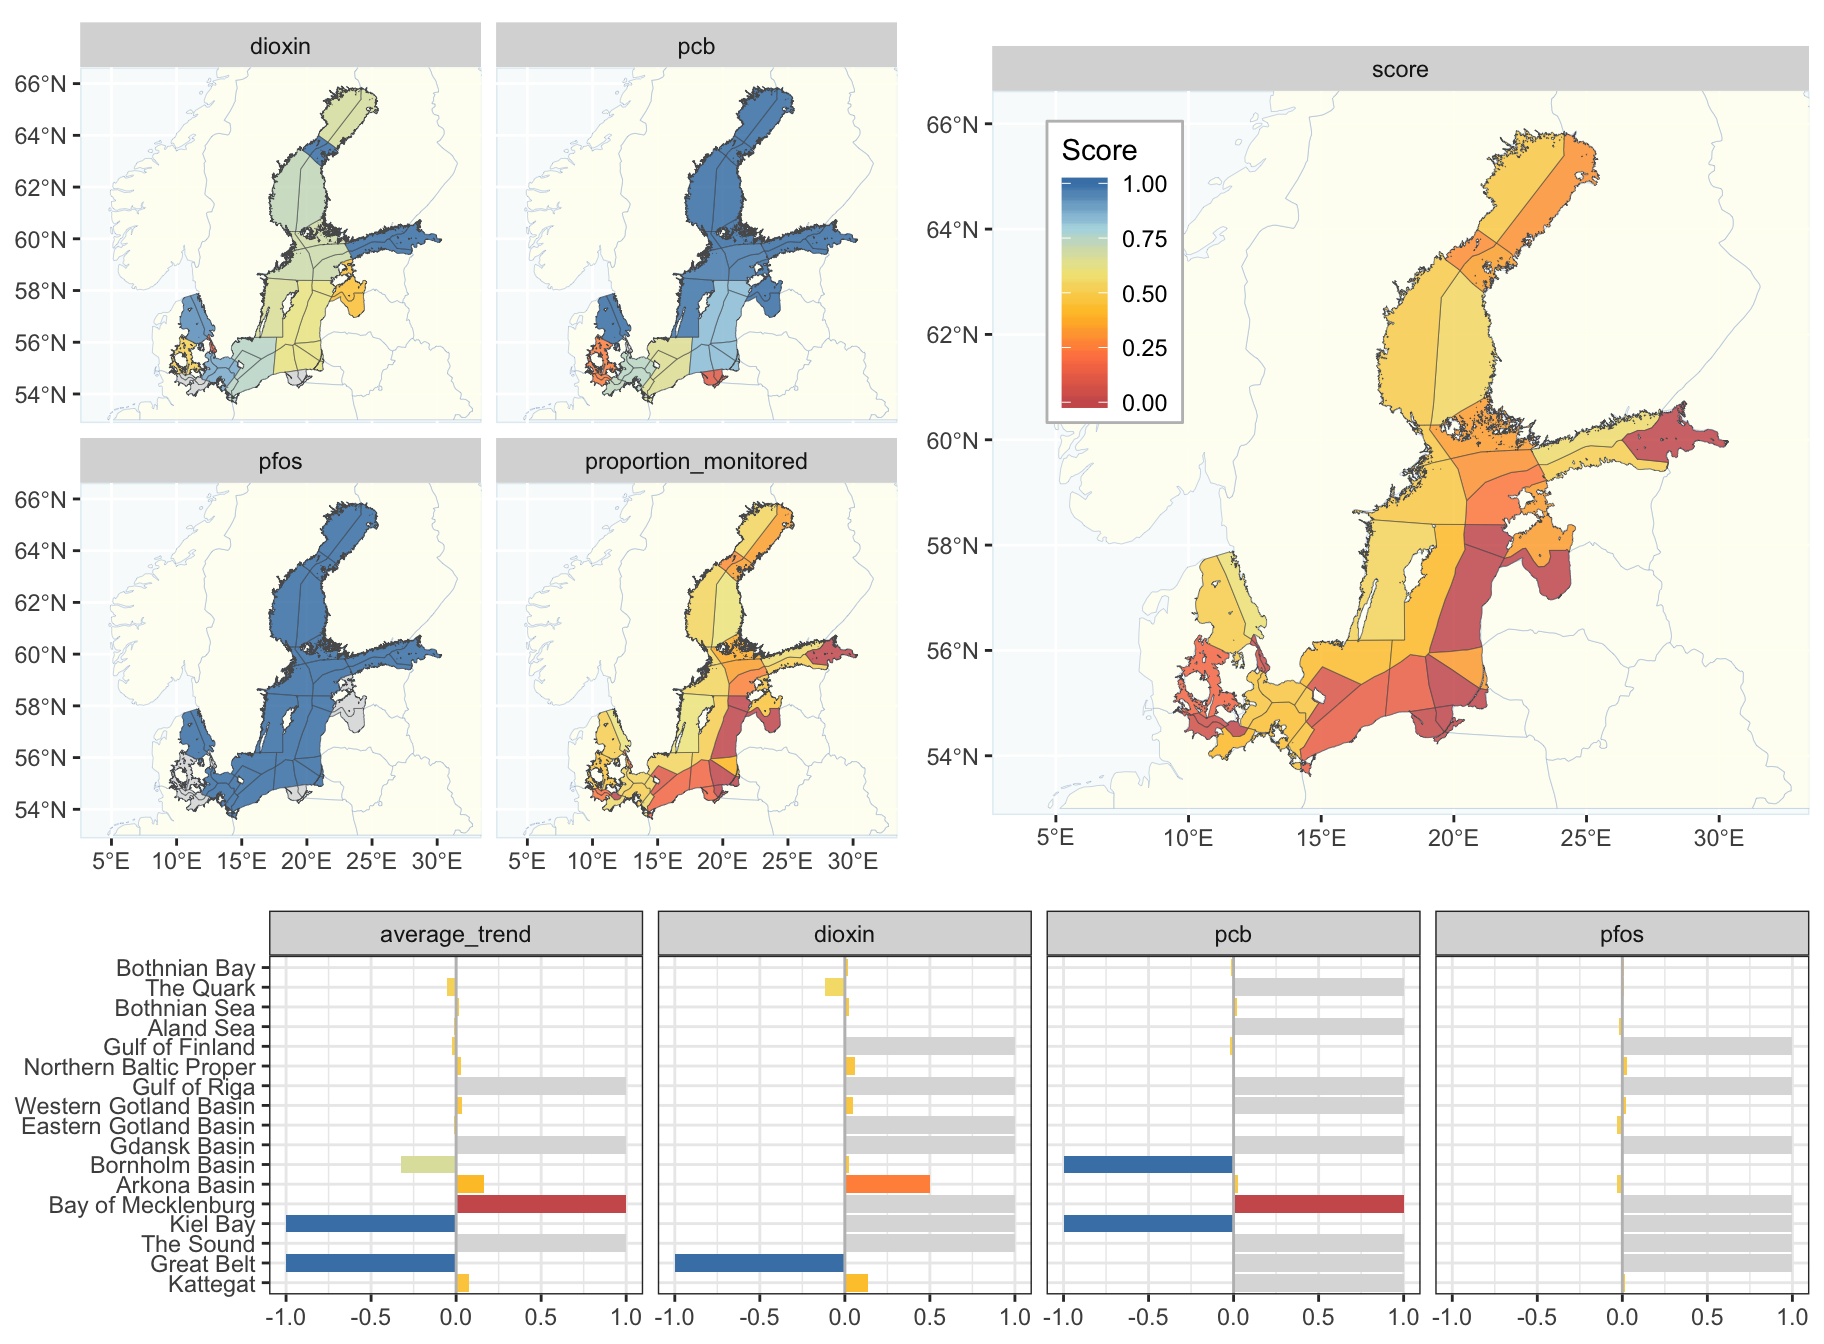 dioxin
pcb
66°N
64°N
62°N
60°N
58°N
56°N
54°N
pfos
proportion_monitored
66°N
64°N
62°N
60°N
58°N
56°N
54°N
5°E 10°E 15°E 20°E 25°E 30°E
5°E 10°E 15°E 20°E 25°E 30°E
score
66°N
64°N
62°N
60°N
58°N
56°N
54°N
Score
1.00
0.75
0.50
0.25
0.00
5°E 10°E 15°E 20°E 25°E 30°E
average_trend
dioxin
pcb
pfos
Bothnian Bay
The Quark
Bothnian Sea
Aland Sea
Gulf of Finland
Northern Baltic Proper
Gulf of Riga
Western Gotland Basin
Eastern Gotland Basin
Gdansk Basin
Bornholm Basin
Arkona Basin
Bay of Mecklenburg
Kiel Bay
The Sound
Great Belt
Kattegat
-1.0 -0.5 0.0 0.5 1.0
-1.0 -0.5 0.0 0.5 1.0
-1.0 -0.5 0.0 0.5 1.0
-1.0 -0.5 0.0 0.5 1.0